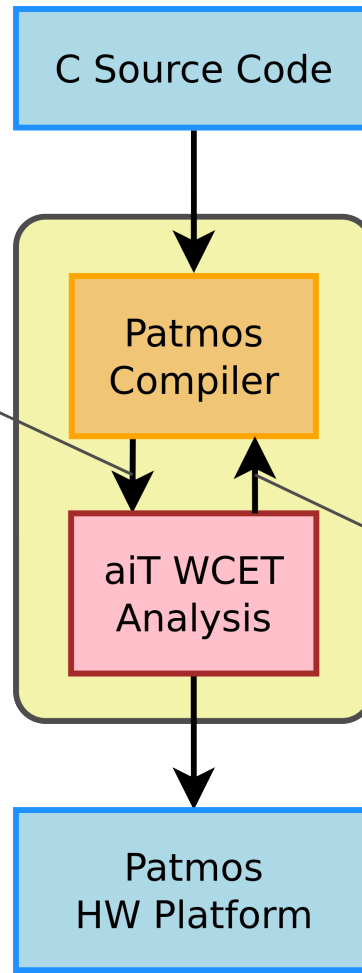 C Source Code
Patmos
Compiler
aiT WCET
Analysis
Patmos
HW Platform